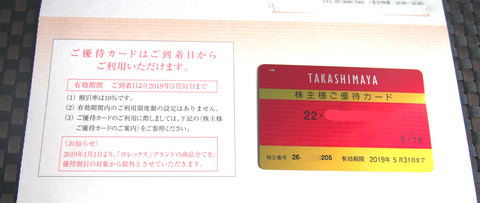 ご優待カードはご到着日から
ご利用いただけます。
有効期間 ご到着日より2019年5月31日まで
(1) 割引率は10%です。
(2) 有効期間内のご利用限度額の設定はありません。
(3) ご優待カードのご利用に際しましては、下記の〈株主様
ご優待カードのご案内〉をご参照ください。
〈お知らせ〉
2019年1月1日より、「ロレックス」ブランドの商品全てを、
優待割引の対象から除外とさせていただきます。
TAKASHIMAYA
株主様ご優待カード
22-
5/19
株主番号 26- 205 有効期限 2019年 5月31日まで